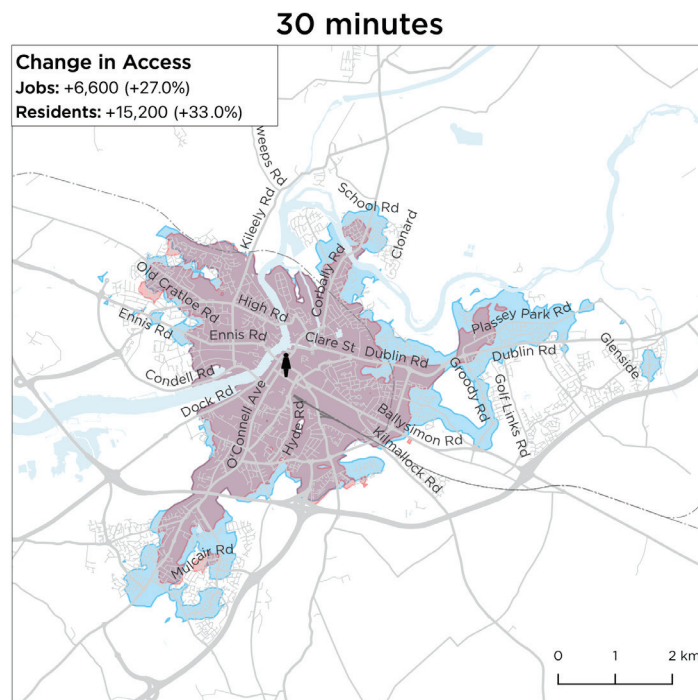 30 minutes
Change in Access
Jobs: +6,600 (+27.0%)
Residents: +15,200 (+33.0%)
weeps Rd
School Rd
Kileely Rd
Clonard
Corbally Rd
Old Cratloe Rd
High Rd
Ennis Rd
Ennis Rd
Clare St
Dublin Rd
Plassey Park Rd
Dublin Rd
Glenside
Condell Rd
Dock Rd
Groody Rd
Golf Links Rd
O'Connell Ave
Hyde Rd
Ballysimon Rd
Kilmallock Rd
Mulcair Rd
0 1 2 km